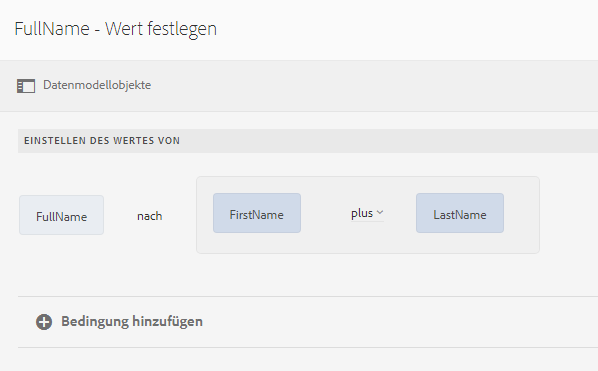 FullName - Wert festlegen
Datenmodellobjekte
EINSTELLEN DES WERTES VON
FullName nach FirstName plus LastName
Bedingung hinzufügen